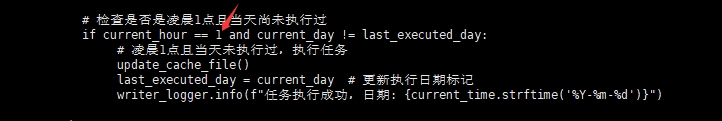 # 检查是否是凌晨1点且当天尚未执行过
if current_hour == 1 and current_day != last_executed_day:
# 凌晨1点且当天未执行过, 执行任务
update_cache_file()
last_executed_day = current_day  # 更新执行日期标记
writer_logger.info(f"任务执行成功, 日期: {current_time.strftime('%Y-%m-%d')}")